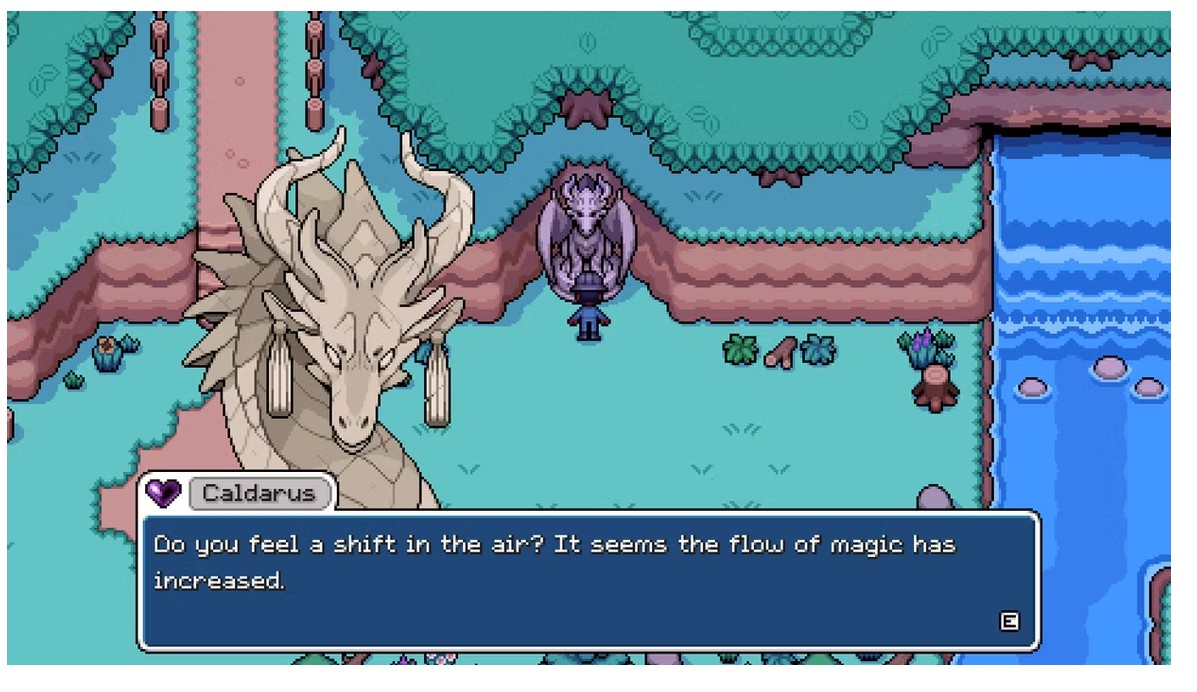 Caldarus
Do you feel a shift in the air? It seems the flow of magic has
increased.
E